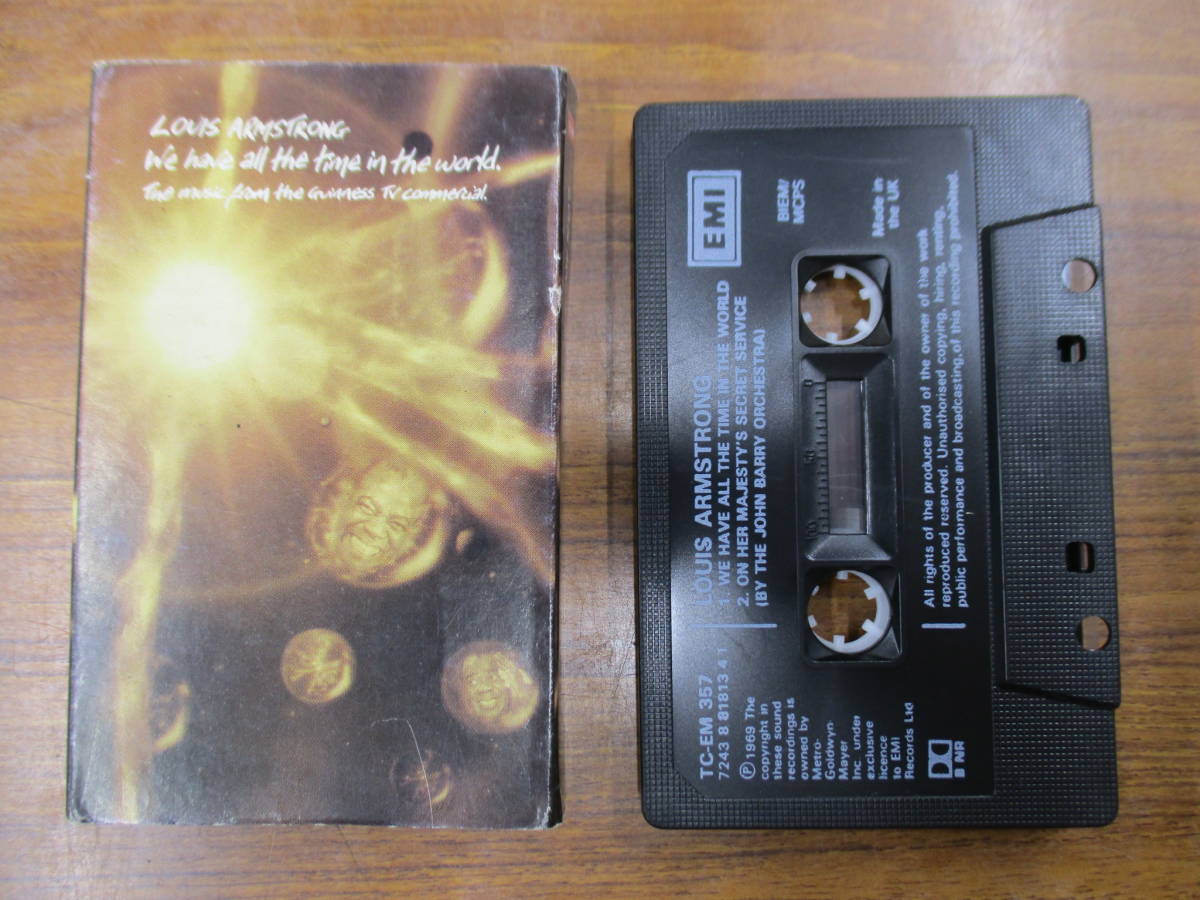 LOUIS ARMSTRONG
We have all the time in the world.
The music from the Guinness TV commercial.
EMI
BIEM/
MCPS
Made in
the UK
LOUIS ARMSTRONG
1. WE HAVE ALL THE TIME IN THE WORLD
2. ON HER MAJESTY'S SECRET SERVICE
(BY THE JOHN BARRY ORCHESTRA)
0
50
100
All rights of the producer and of the owner of the work
reproduced reserved. Unauthorised copying, hiring, renting,
public performance and broadcasting of this recording prohibited.
TC-EM 357
7243 8 81813 4 1
Ⓟ 1969 The
copyright in
these sound
recordings is
owned by
Metro-
Goldwyn-
Mayer
Inc under
exclusive
licence
to EMI
Records Ltd
B NR